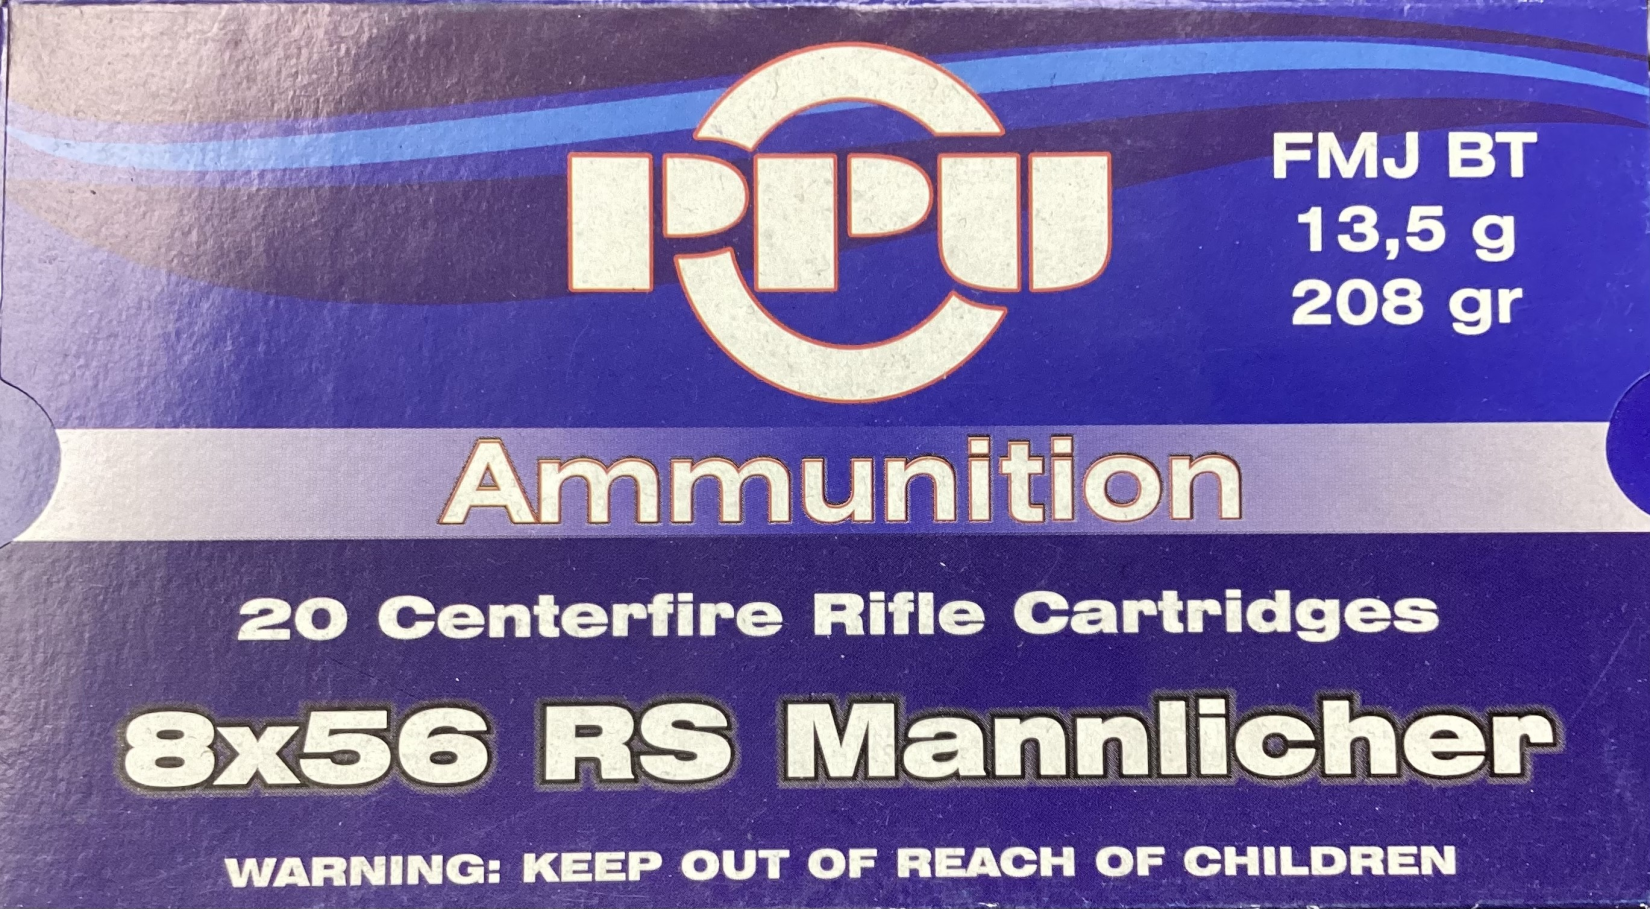 PPU
FMJ BT
13,5 g
208 gr
Ammunition
20 Centerfire Rifle Cartridges
8x56 RS Mannlicher
WARNING: KEEP OUT OF REACH OF CHILDREN